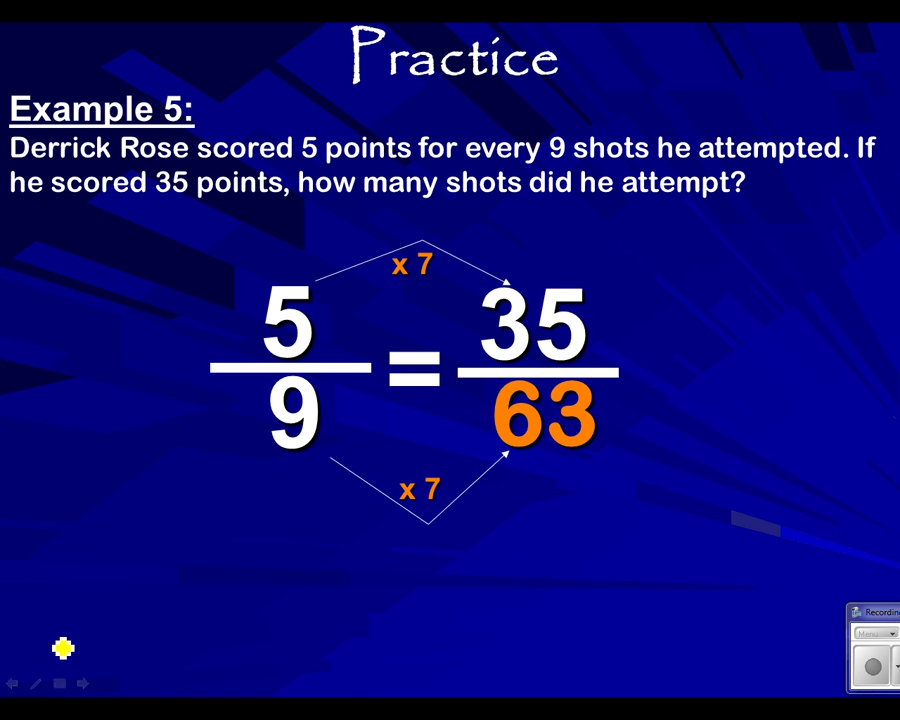 Practice
Example 5:
Derrick Rose scored 5 points for every 9 shots he attempted. If
he scored 35 points, how many shots did he attempt?
x 7
5 = 35
9 63
x 7
Recording
Menu